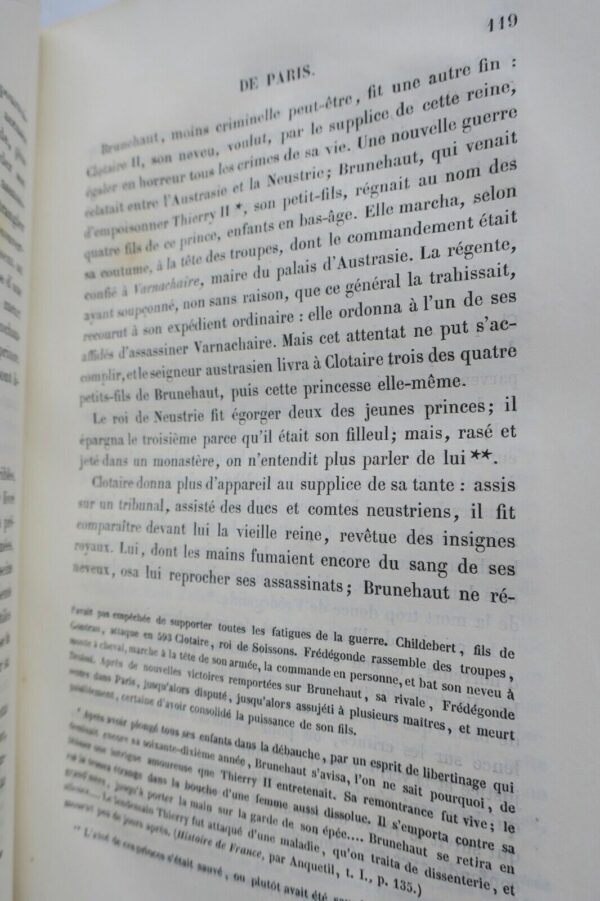 119
DE PARIS.
Brunehaut, moins criminelle peut-être, fit une autre fin :
Clotaire II, son neveu, voulut, par le supplice de cette reine,
égaler en horreur tous les crimes de sa vie. Une nouvelle guerre
éclatait entre l'Austrasie et la Neustrie; Brunehaut, qui venait
d'empoisonner Thierry II *, son petit-fils, régnait au nom des
quatre fils de ce prince, enfants en bas-âge. Elle marcha, selon
sa coutume, à la tête des troupes, dont le commandement était
confié à Varnachaire, maire du palais d'Austrasie. La régente,
ayant soupçonné, non sans raison, que ce général la trahissait,
recourut à son expédient ordinaire : elle ordonna à l'un de ses
affidés d'assassiner Varnachaire. Mais cet attentat ne put s'ac-
complir, et le seigneur austrasien livra à Clotaire trois des quatre
petits-fils de Brunehaut, puis cette princesse elle-même.
Le roi de Neustrie fit égorger deux des jeunes princes; il
épargna le troisième parce qu'il était son filleul; mais, rasé et
jeté dans un monastère, on n'entendit plus parler de lui **.
Clotaire donna plus d'appareil au supplice de sa tante : assis
sur un tribunal, assisté des ducs et comtes neustriens, il fit
comparaître devant lui la vieille reine, revêtue des insignes
royaux. Lui, dont les mains fumaient encore du sang de ses
neveux, osa lui reprocher ses assassinats; Brunehaut ne ré-
l'avait pas empêchée de supporter toutes les fatigues de la guerre. Childebert, fils de
Gontran, attaque en 593 Clotaire, roi de Soissons. Frédégonde rassemble des troupes,
monte à cheval, marche à la tête de son armée, la commande en personne, et bat son neveu à
Après de nouvelles victoires remportées sur Brunehaut, sa rivale, Frédégonde
dans Paris, jusqu'alors disputé, jusqu'alors assujéti à plusieurs maîtres, et meurt
paisiblement, certaine d'avoir consolidé la puissance de son fils.
* Après avoir plongé tous ses enfants dans la débauche, par un esprit de libertinage qui
dominait encore sa soixante-dixième année, Brunehaut s'avisa, l'on ne sait pourquoi, de
une intrigue amoureuse que Thierry II entretenait. Sa remontrance fut vive; le
étrange dans la bouche d'une femme aussi dissolue. Il s'emporta contre sa
grand'mère, jusqu'à porter la main sur la garde de son épée.... Brunehaut se retira en
Le lendemain Thierry fut attaqué d'une maladie, qu'on traita de dissenterie, et
mourut peu de jours après. (Histoire de France, par Anquetil, t. I., p. 135.)
** L'aîné de ces princes s'était sauvé, ou plutôt avait été